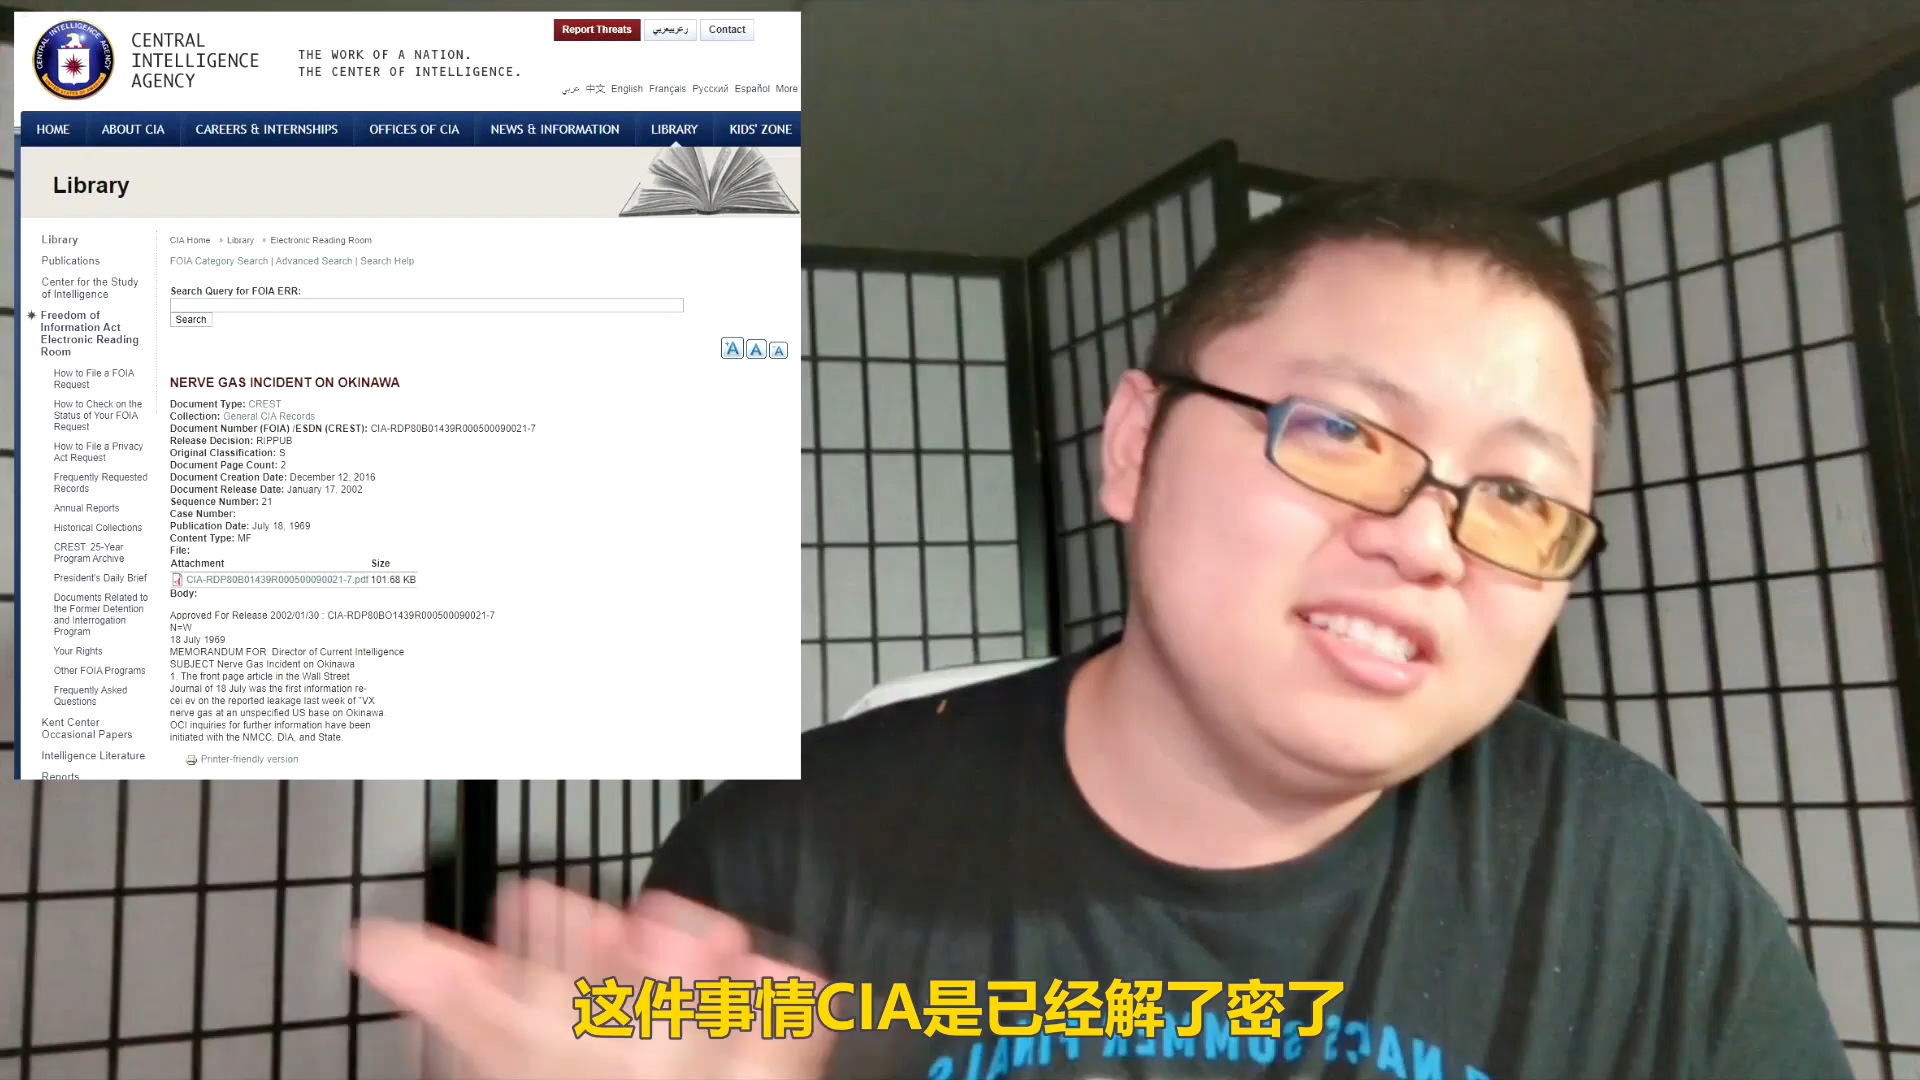 CENTRAL
INTELLIGENCE
AGENCY
THE WORK OF A NATION.
THE CENTER OF INTELLIGENCE.
Report Threats
Contact
عربي 中文 English Français Русский Español More
HOME ABOUT CIA CAREERS & INTERNSHIPS OFFICES OF CIA NEWS & INFORMATION LIBRARY KIDS' ZONE
Library
Library
Publications
Center for the Study
of Intelligence
Freedom of
Information Act
Electronic Reading
Room
How to File a FOIA
Request
How to Check on the
Status of Your FOIA
Request
How to File a Privacy
Act Request
Frequently Requested
Records
Annual Reports
Historical Collections
CREST: 25-Year
Program Archive
President's Daily Brief
Documents Related to
the Former Detention
and Interrogation
Program
Your Rights
Other FOIA Programs
Frequently Asked
Questions
Kent Center
Occasional Papers
Intelligence Literature
Reports
CIA Home Library Electronic Reading Room
FOIA Category Search | Advanced Search | Search Help
Search Query for FOIA ERR:
Search
+A A -A
NERVE GAS INCIDENT ON OKINAWA
Document Type: CREST
Collection: General CIA Records
Document Number (FOIA) /ESDN (CREST): CIA-RDP80B01439R000500090021-7
Release Decision: RIPPUB
Original Classification: S
Document Page Count: 2
Document Creation Date: December 12, 2016
Document Release Date: January 17, 2002
Sequence Number: 21
Case Number:
Publication Date: July 18, 1969
Content Type: MF
File:
Attachment Size
CIA-RDP80B01439R000500090021-7.pdf 101.68 KB
Body:
Approved For Release 2002/01/30 : CIA-RDP80BO1439R000500090021-7
N=W
18 July 1969
MEMORANDUM FOR: Director of Current Intelligence
SUBJECT Nerve Gas Incident on Okinawa
1. The front page article in the Wall Street
Journal of 18 July was the first information re-
cei ev on the reported leakage last week of "VX
nerve gas at an unspecified US base on Okinawa.
OCI inquiries for further information have been
initiated with the NMCC, DIA, and State.
Printer-friendly version
这件事情CIA是已经解了密了